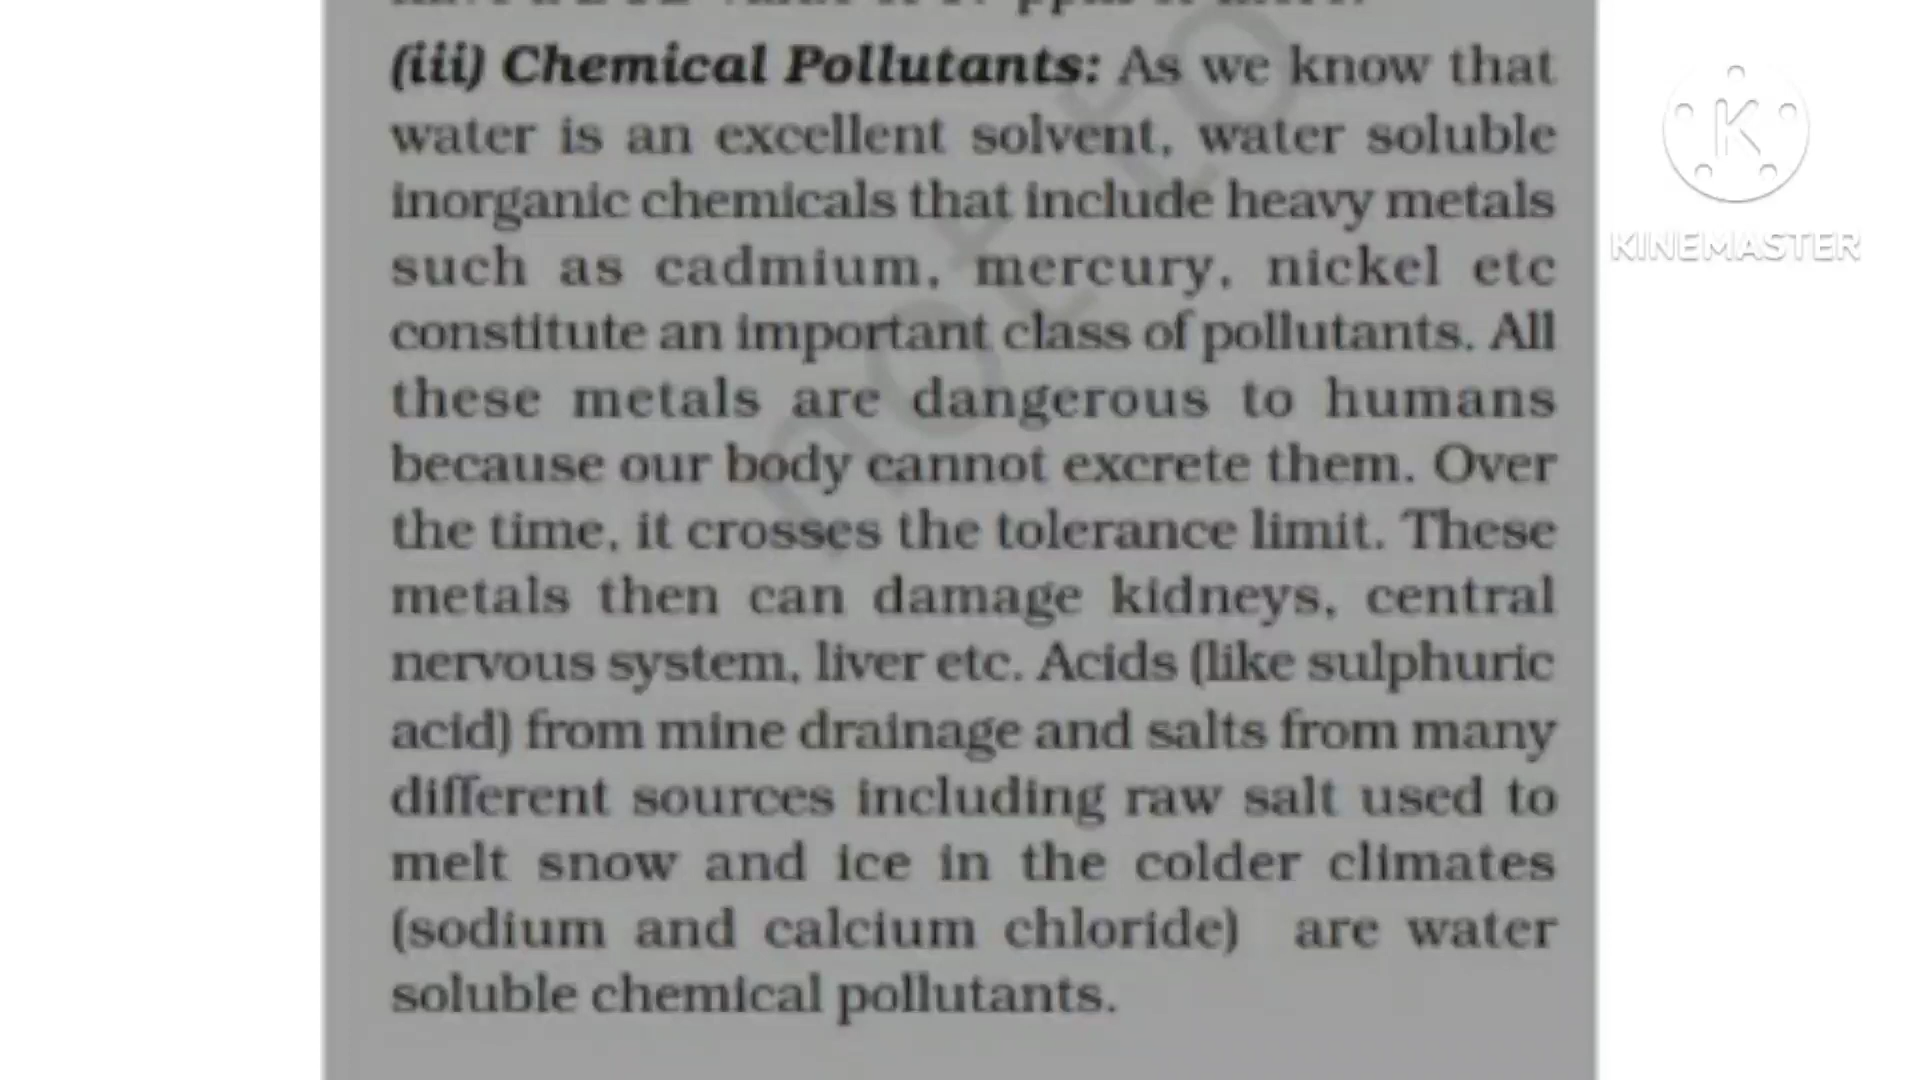 (iii) Chemical Pollutants: As we know that
water is an excellent solvent, water soluble
inorganic chemicals that include heavy metals
such as cadmium, mercury, nickel etc
constitute an important class of pollutants. All
these metals are dangerous to humans
because our body cannot excrete them. Over
the time, it crosses the tolerance limit. These
metals then can damage kidneys, central
nervous system, liver etc. Acids (like sulphuric
acid) from mine drainage and salts from many
different sources including raw salt used to
melt snow and ice in the colder climates
(sodium and calcium chloride) are water
soluble chemical pollutants.
not to
K
KINEMASTER